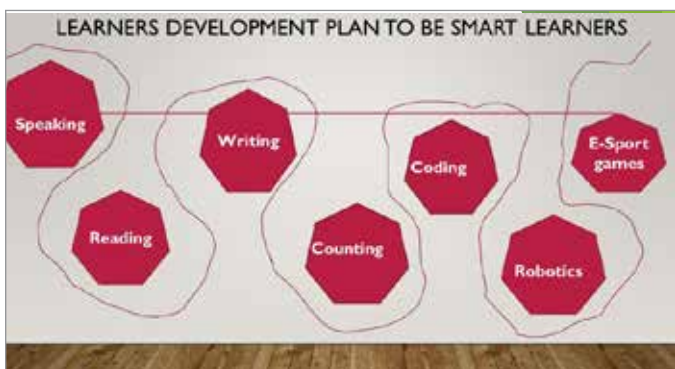 LEARNERS DEVELOPMENT PLAN TO BE SMART LEARNERS
Speaking
Reading
Writing
Counting
Coding
Robotics
E-Sport
games